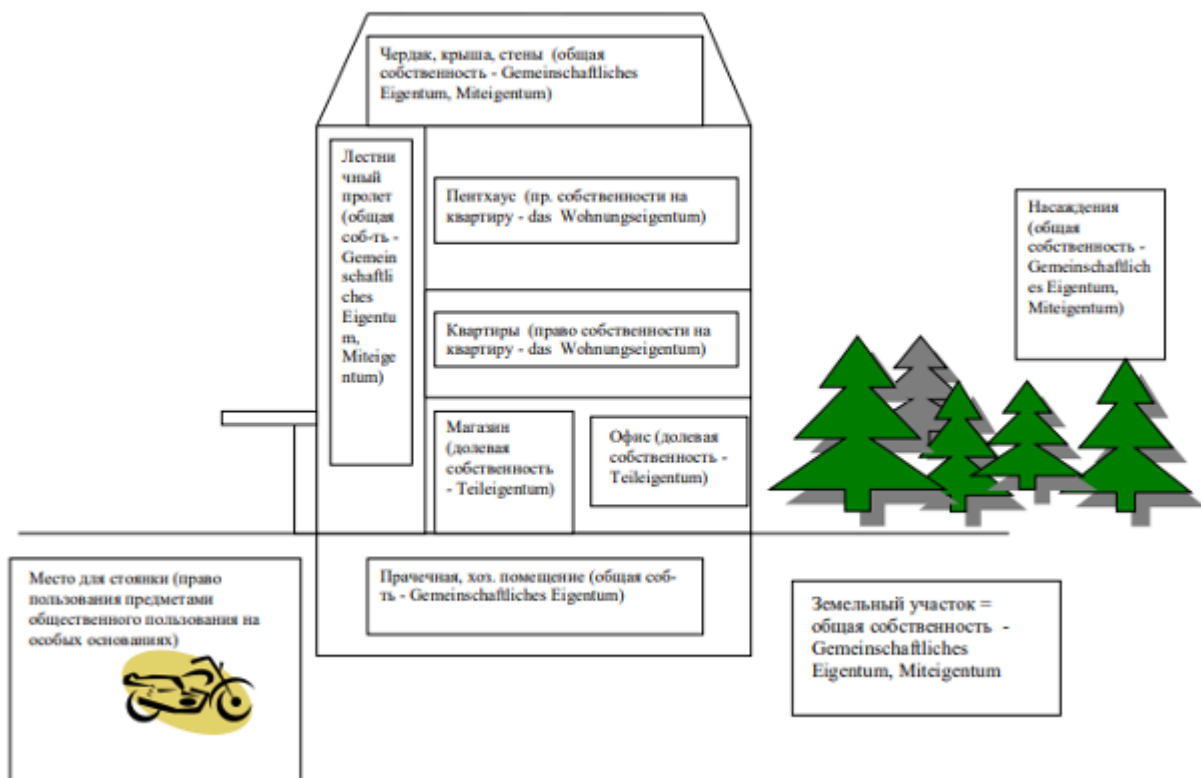 Чердак, крыша, стены (общая
собственность - Gemeinschaftliches
Eigentum, Miteigentum)
Лестни
чный
пролет
(общая
соб-ть -
Gemein
schaftli
ches
Eigentu
m,
Miteige
ntum)
Пентхаус (пр. собственности на
квартиру - das Wohnungseigentum)
Насаждения
(общая
собственность -
Gemeinschaftlich
es Eigentum,
Miteigentum)
Квартиры (право собственности на
квартиру - das Wohnungseigentum)
Магазин
(долевая
собственность
- Teileigentum)
Офис (долевая
собственность -
Teileigentum)
Место для стоянки (право
пользования предметами
общественного пользования на
особых основаниях)
Прачечная, хоз. помещение (общая соб-
ть - Gemeinschaftliches Eigentum)
Земельный участок =
общая собственность -
Gemeinschaftliches
Eigentum, Miteigentum